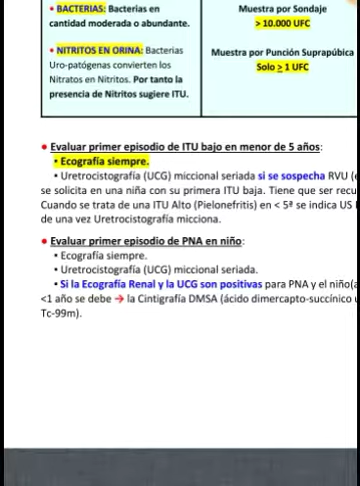 • BACTERIAS: Bacterias en
cantidad moderada o abundante.
Muestra por Sondaje
> 10.000 UFC
• NITRITOS EN ORINA: Bacterias
Uro-patógenas convierten los
Nitratos en Nitritos. Por tanto la
presencia de Nitritos sugiere ITU.
Muestra por Punción Suprapúbica
Solo ≥ 1 UFC
• Evaluar primer episodio de ITU bajo en menor de 5 años:
• Ecografía siempre.
• Uretrocistografía (UCG) miccional seriada si se sospecha RVU (
se solicita en una niña con su primera ITU baja. Tiene que ser recu
Cuando se trata de una ITU Alto (Pielonefritis) en < 5ª se indica US
de una vez Uretrocistografía micciona.
• Evaluar primer episodio de PNA en niño:
• Ecografía siempre.
• Uretrocistografía (UCG) miccional seriada.
• Si la Ecografía Renal y la UCG son positivas para PNA y el niño(a
<1 año se debe → la Cintigrafía DMSA (ácido dimercapto-succínico
Tc-99m).